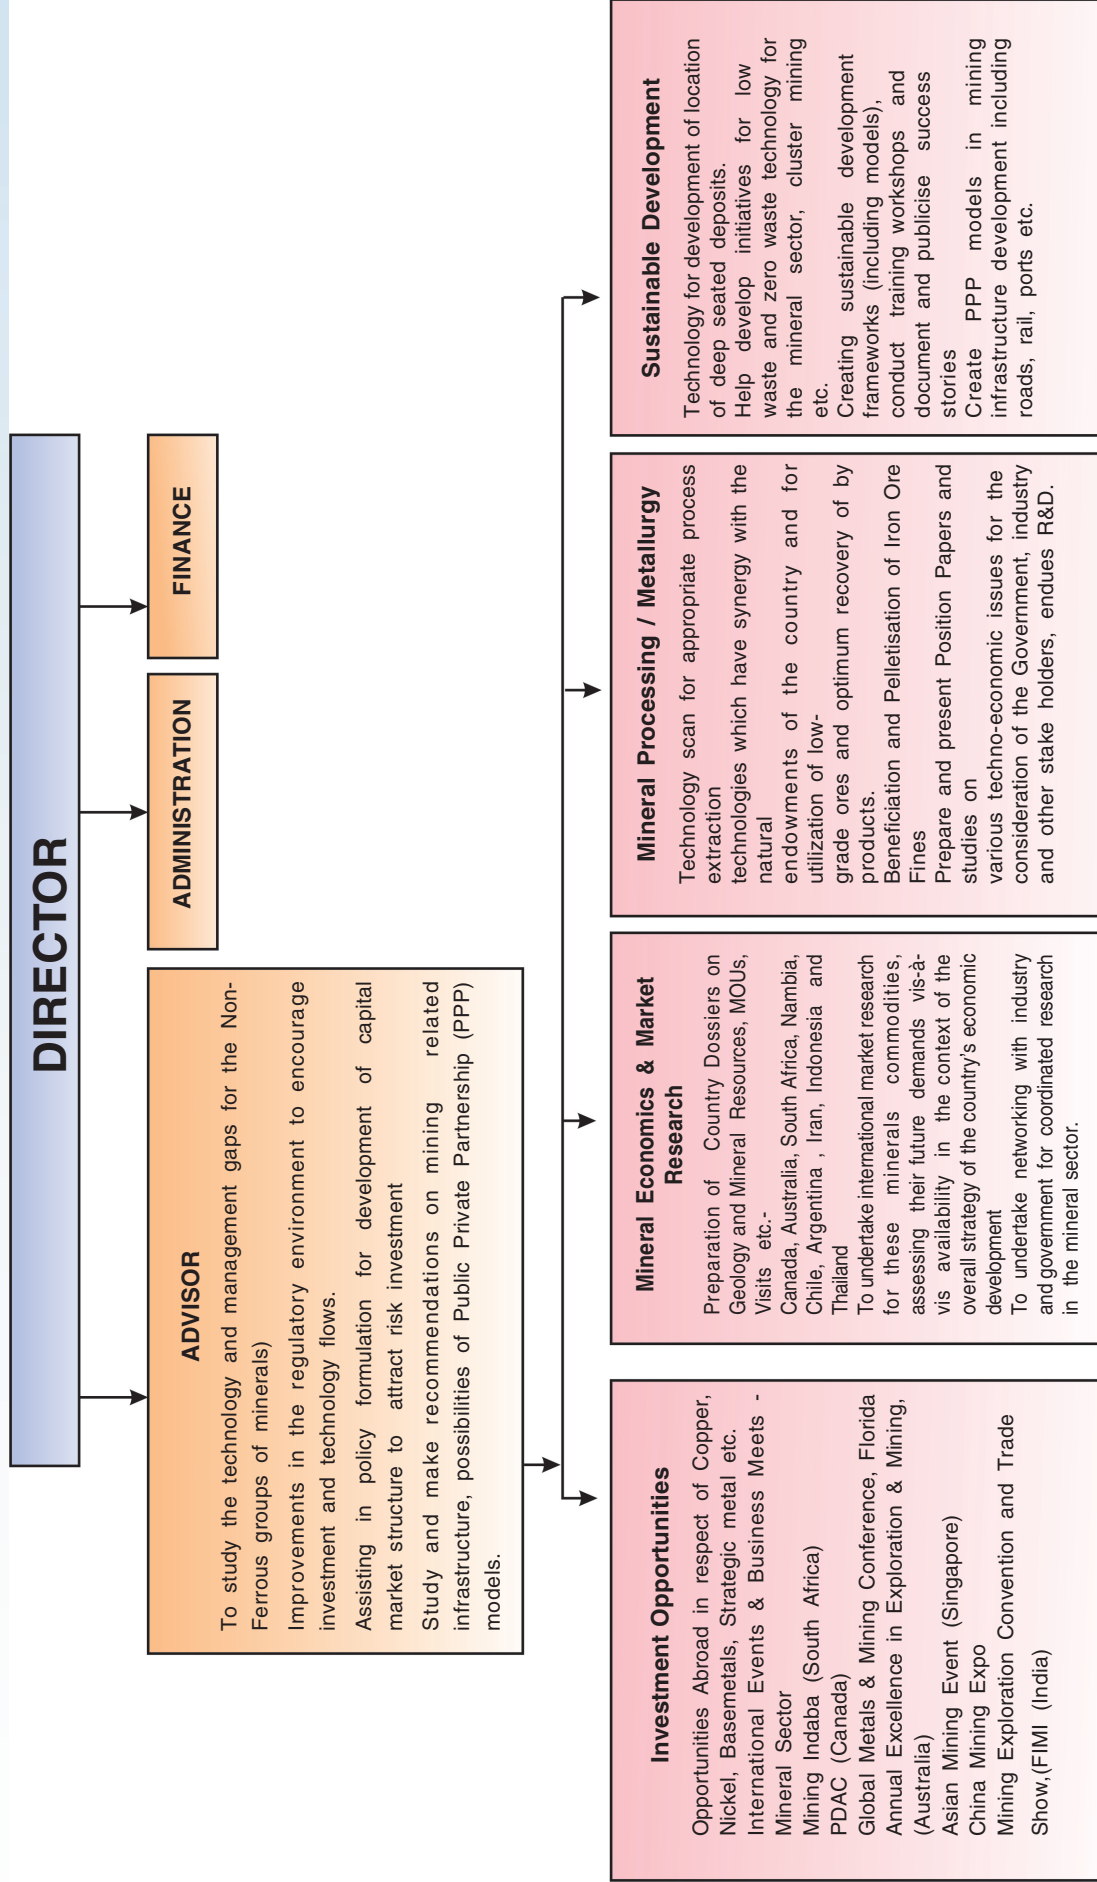 DIRECTOR
ADVISOR
To study the technology and management gaps for the Non-
Ferrous groups of minerals)
Improvements in the regulatory environment to encourage
investment and technology flows.
Assisting in policy formulation for development of capital
market structure to attract risk investment
Study and make recommendations on mining related
infrastructure, possibilities of Public Private Partnership (PPP)
models.
ADMINISTRATION
FINANCE
Investment Opportunities
Opportunities Abroad in respect of Copper,
Nickel, Basemetals, Strategic metal etc.
International Events & Business Meets -
Mineral Sector
Mining Indaba (South Africa)
PDAC (Canada)
Global Metals & Mining Conference, Florida
Annual Excellence in Exploration & Mining,
(Australia)
Asian Mining Event (Singapore)
China Mining Expo
Mining Exploration Convention and Trade
Show,(FIMI (India)
Mineral Economics & Market
Research
Preparation of Country Dossiers on
Geology and Mineral Resources, MOUs,
Visits etc.-
Canada, Australia, South Africa, Nambia,
Chile, Argentina , Iran, Indonesia and
Thailand
To undertake international market research
for these minerals commodities,
assessing their future demands vis-à-
vis availability in the context of the
overall strategy of the country's economic
development
To undertake networking with industry
and government for coordinated research
in the mineral sector.
Mineral Processing / Metallurgy
Technology scan for appropriate process
extraction
technologies which have synergy with the
natural
endowments of the country and for
utilization of low-
grade ores and optimum recovery of by
products.
Beneficiation and Pelletisation of Iron Ore
Fines
Prepare and present Position Papers and
studies on
various techno-economic issues for the
consideration of the Government, industry
and other stake holders, endues R&D.
Sustainable Development
Technology for development of location
of deep seated deposits.
Help develop initiatives for low
waste and zero waste technology for
the mineral sector, cluster mining
etc.
Creating sustainable development
frameworks (including models),
conduct training workshops and
document and publicise success
stories
Create PPP models in mining
infrastructure development including
roads, rail, ports etc.